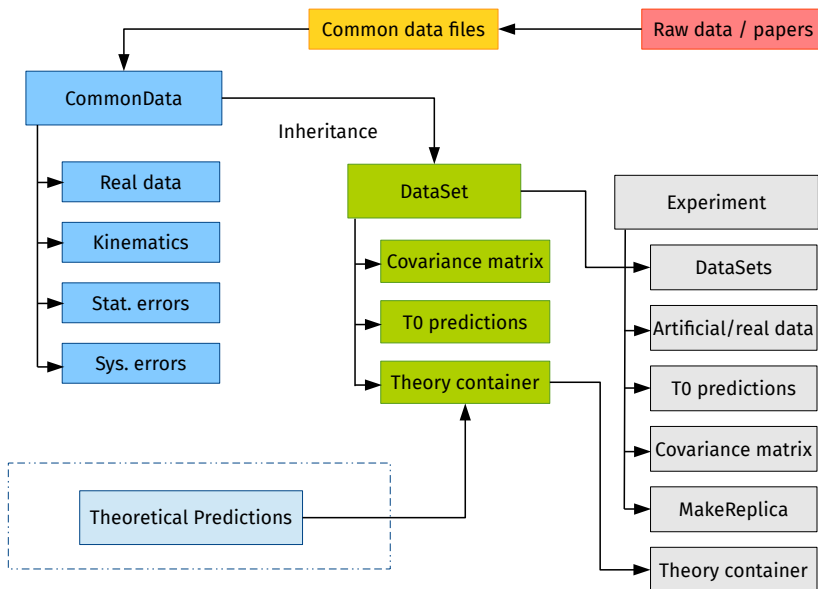 Common data files
Raw data / papers
CommonData
Inheritance
Real data
Kinematics
Stat. errors
Sys. errors
DataSet
Covariance matrix
T0 predictions
Theory container
Experiment
DataSets
Artificial/real data
T0 predictions
Covariance matrix
MakeReplica
Theory container
Theoretical Predictions